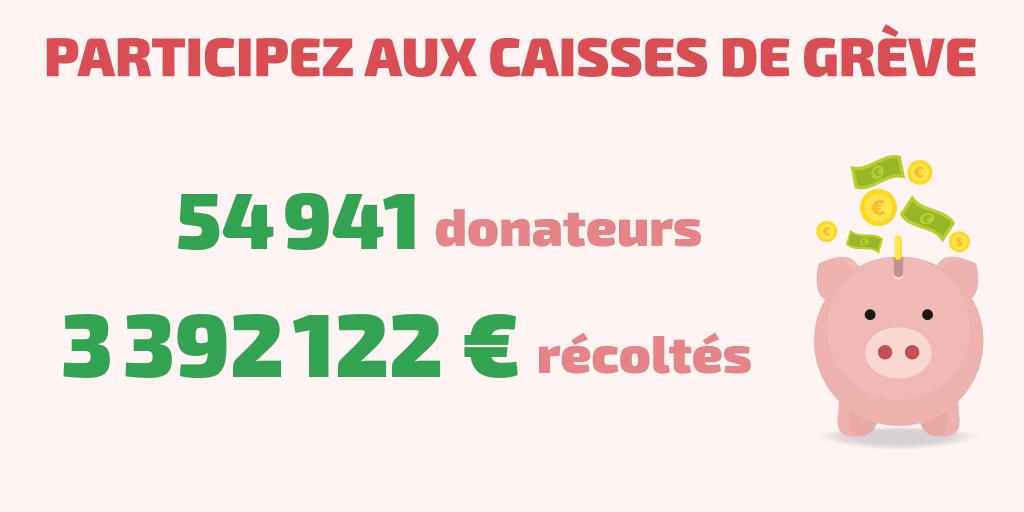 PARTICIPEZ AUX CAISSES DE GRÈVE
54 941 donateurs
3 392 122 € récoltés